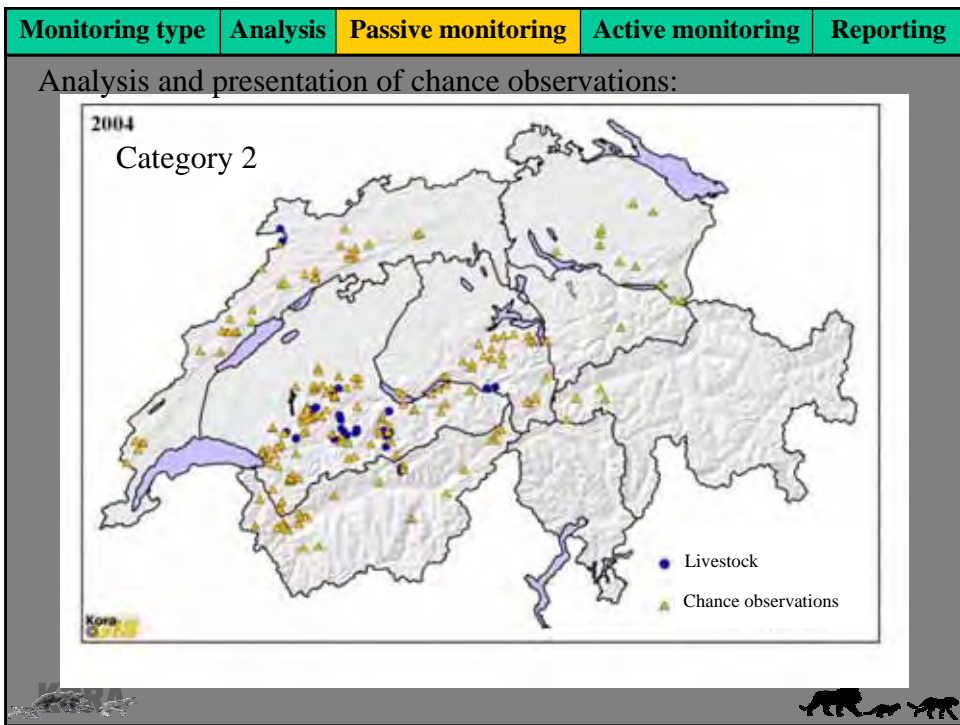 Monitoring type Analysis Passive monitoring Active monitoring Reporting
Analysis and presentation of chance observations:
2004
Category 2
Livestock
Chance observations
Kora
©
KORA